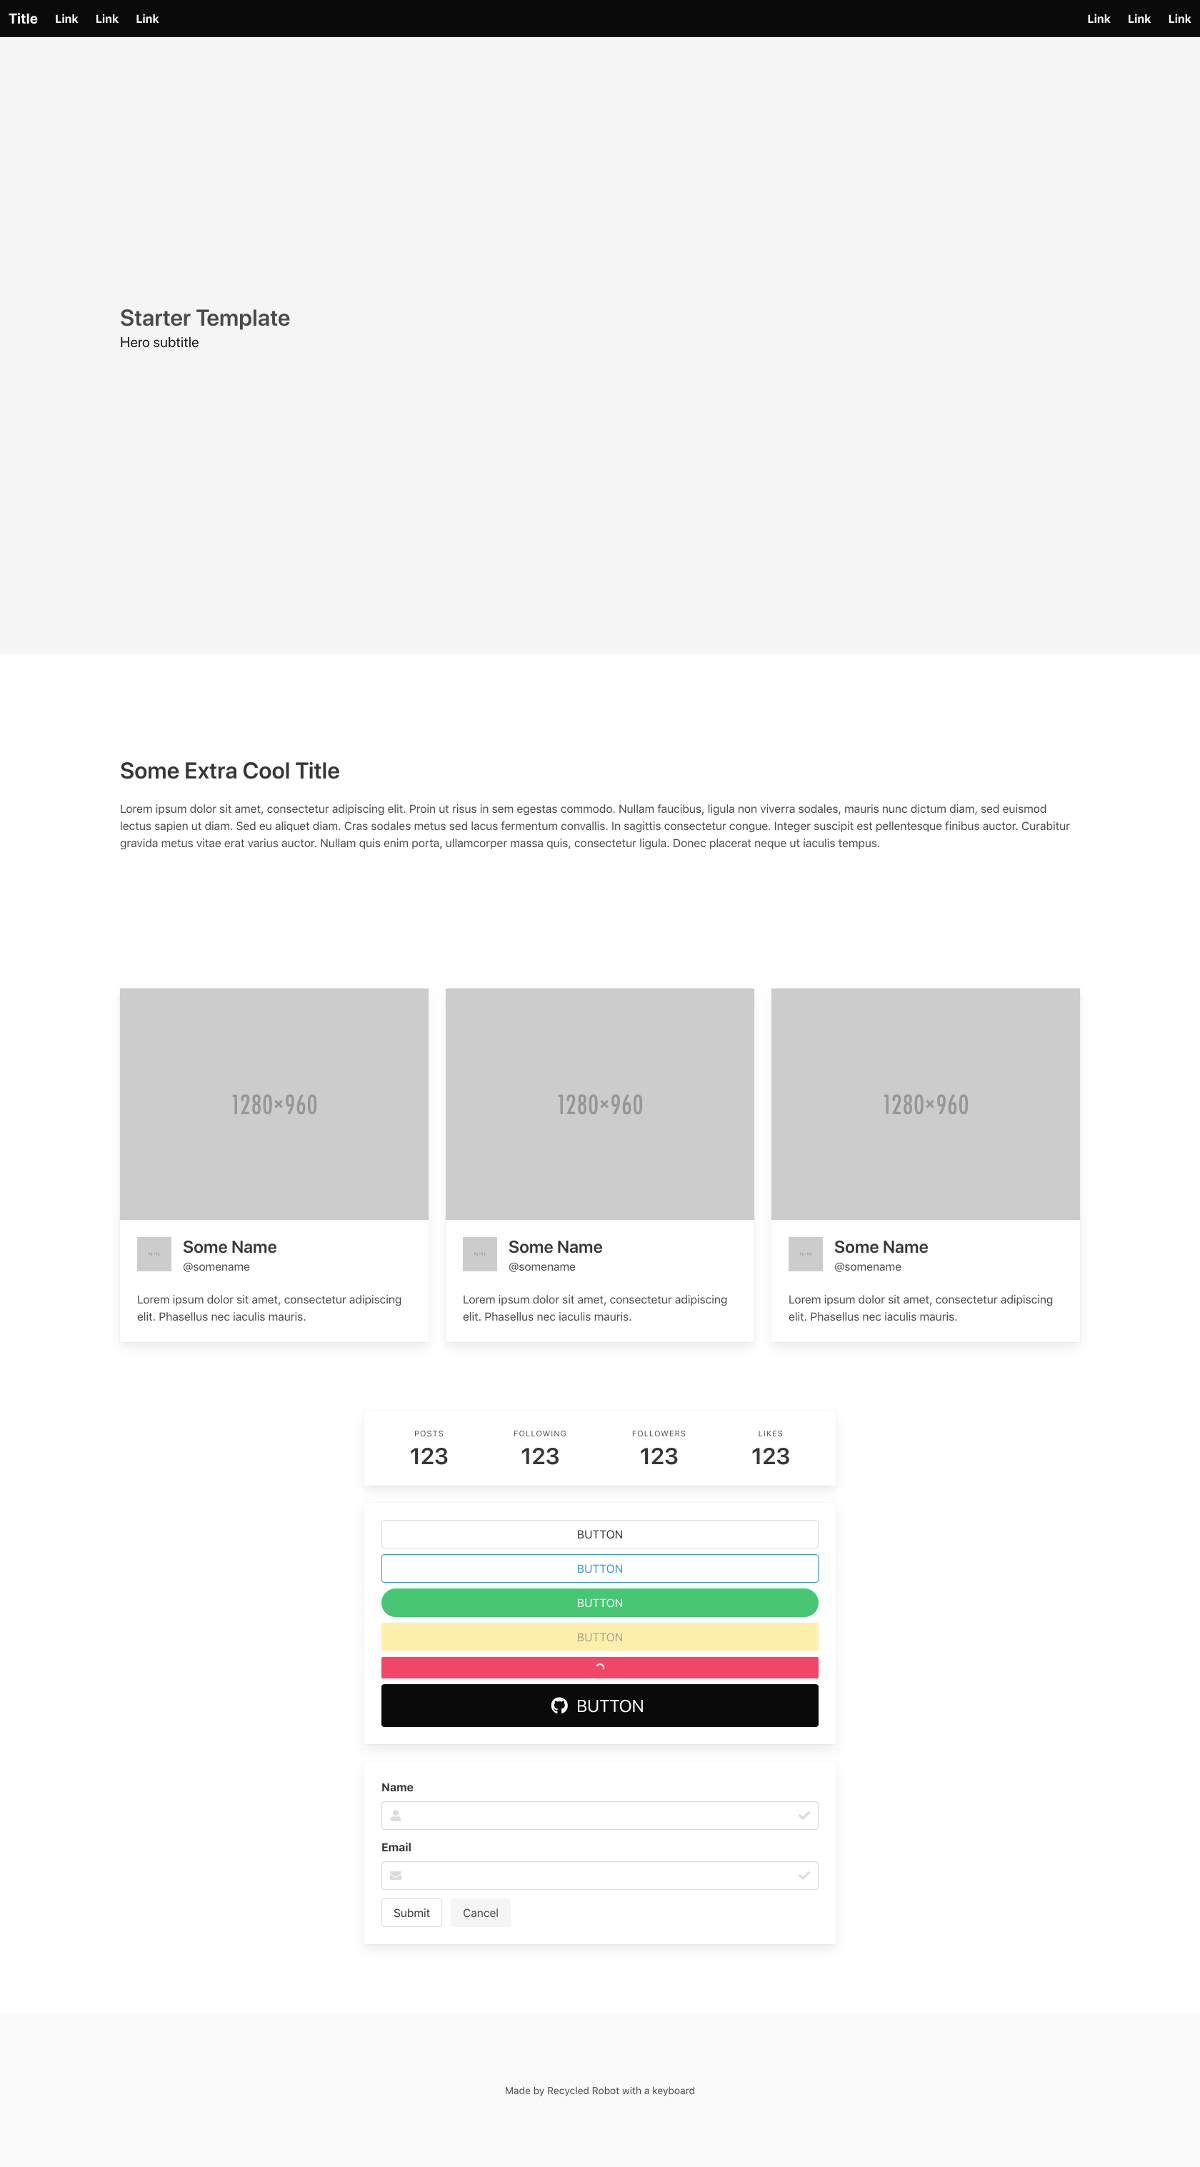 Title Link Link Link Link Link Link
Starter Template
Hero subtitle
Some Extra Cool Title
Lorem ipsum dolor sit amet, consectetur adipiscing elit. Proin ut risus in sem egestas commodo. Nullam faucibus, ligula non viverra sodales, mauris nunc dictum diam, sed euismod
lectus sapien ut diam. Sed eu aliquet diam. Cras sodales metus sed lacus fermentum convallis. In sagittis consectetur congue. Integer suscipit est pellentesque finibus auctor. Curabitur
gravida metus vitae erat varius auctor. Nullam quis enim porta, ullamcorper massa quis, consectetur ligula. Donec placerat neque ut iaculis tempus.
1280×960
Some Name
@somename
Lorem ipsum dolor sit amet, consectetur adipiscing
elit. Phasellus nec iaculis mauris.
1280×960
Some Name
@somename
Lorem ipsum dolor sit amet, consectetur adipiscing
elit. Phasellus nec iaculis mauris.
1280×960
Some Name
@somename
Lorem ipsum dolor sit amet, consectetur adipiscing
elit. Phasellus nec iaculis mauris.
POSTS FOLLOWING FOLLOWERS LIKES
123 123 123 123
BUTTON
BUTTON
BUTTON
BUTTON
BUTTON
Name
Email
Submit Cancel
Made by Recycled Robot with a keyboard